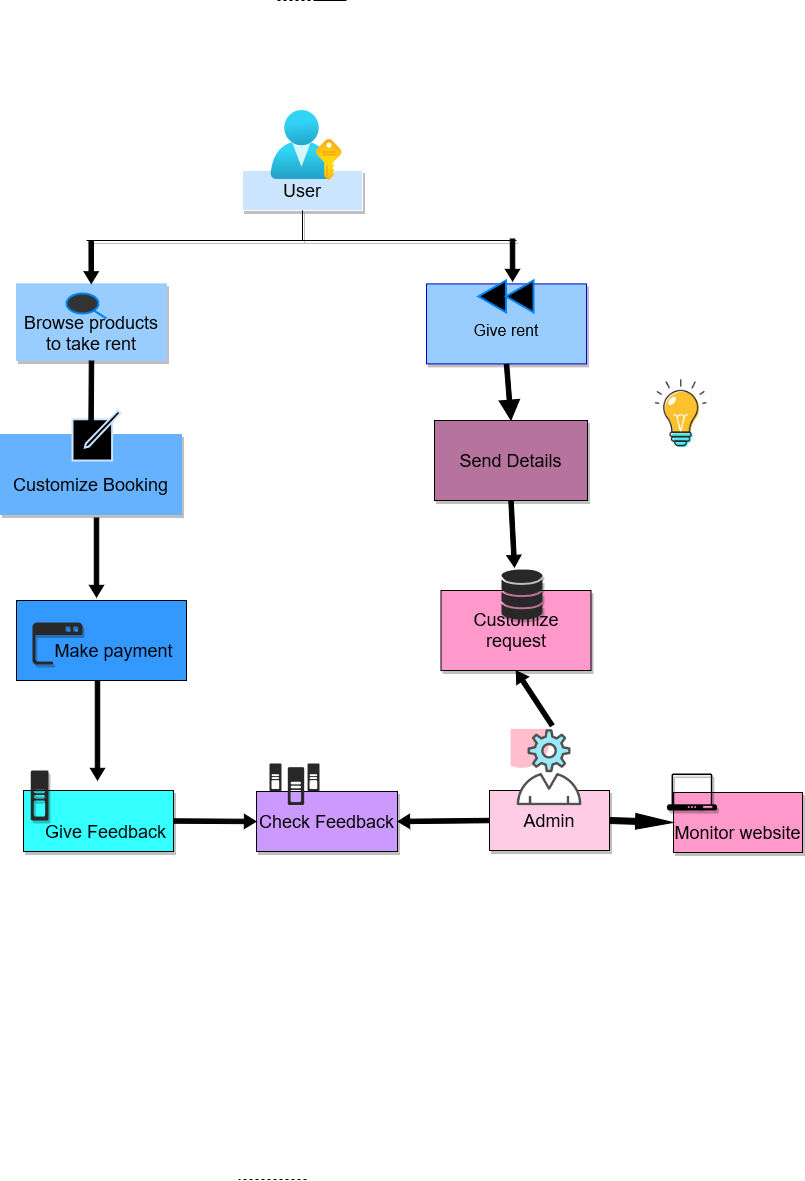 User
Browse products
to take rent
Give rent
Customize Booking
Send Details
Customize
request
Make payment
Give Feedback
Check Feedback
Admin
Monitor website